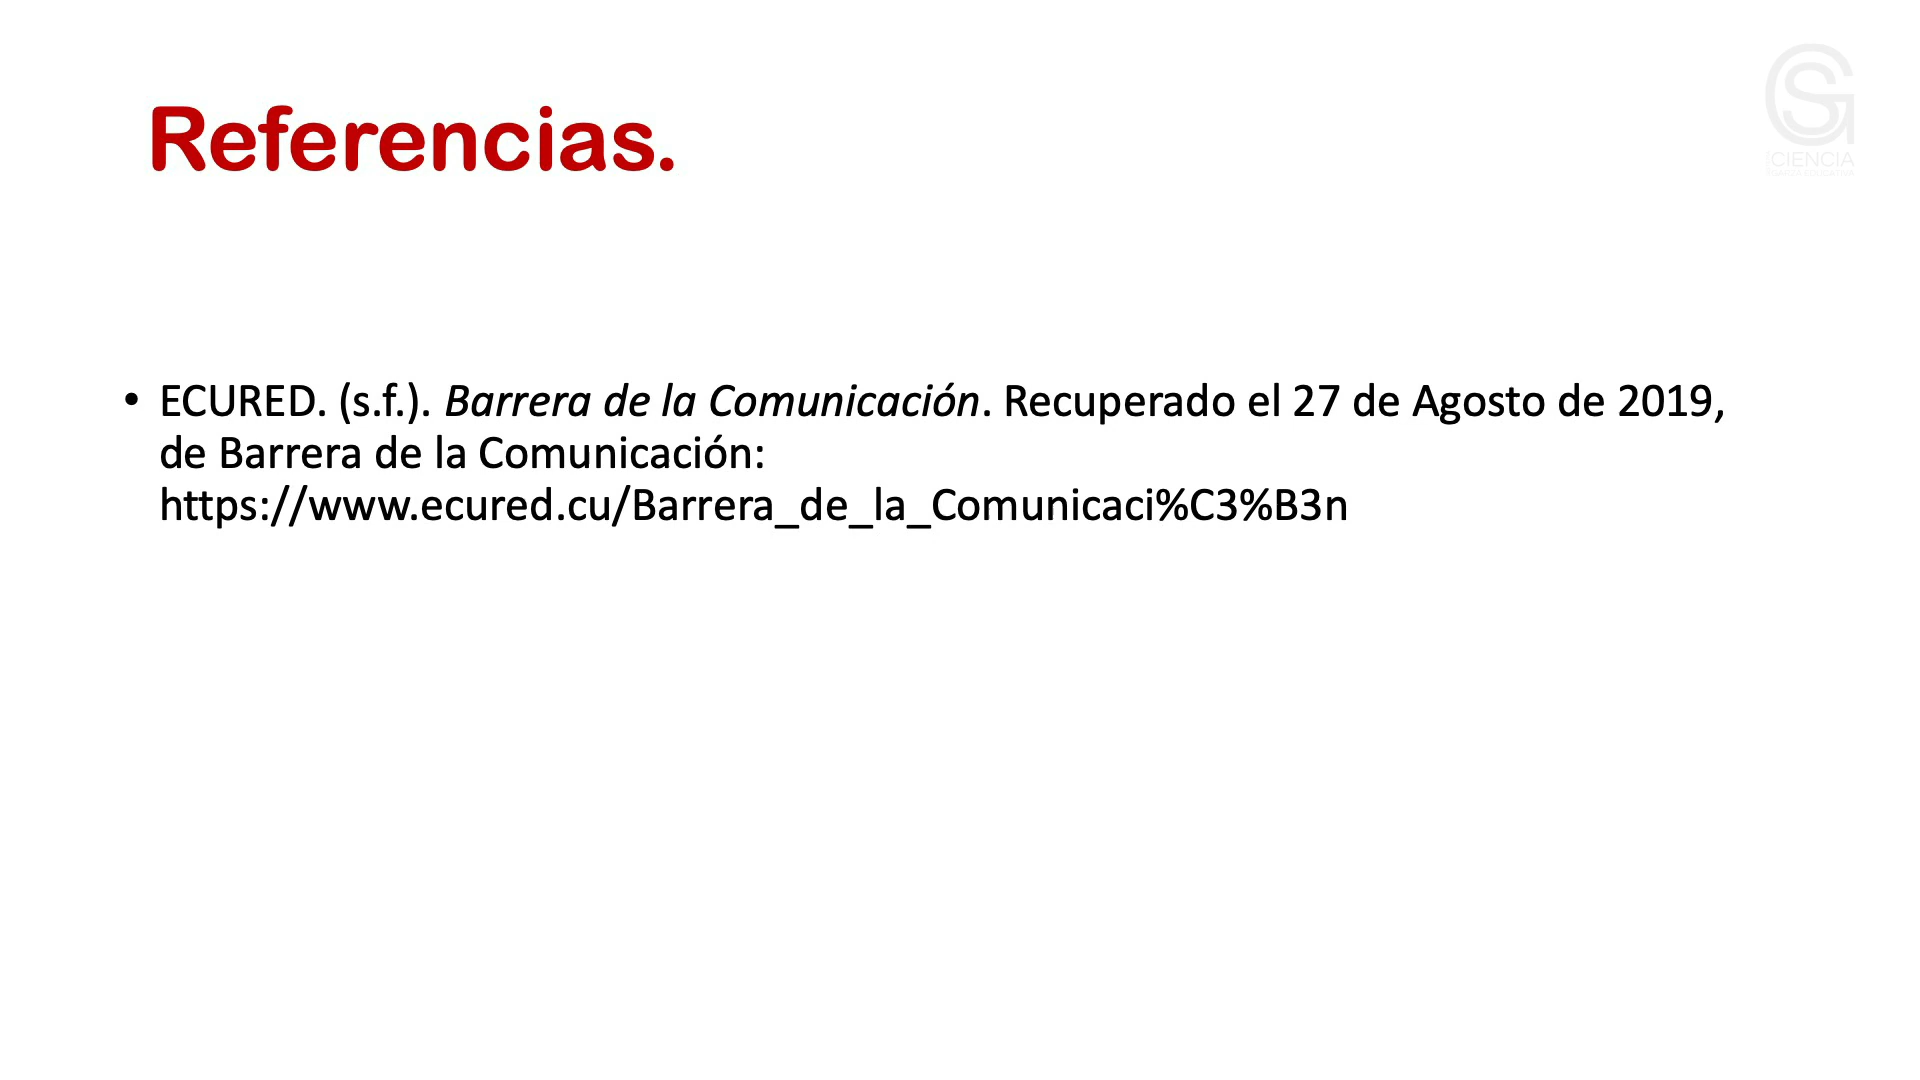 Referencias.
CIENCIA
• ECURED. (s.f.). Barrera de la Comunicación. Recuperado el 27 de Agosto de 2019,
de Barrera de la Comunicación:
https://www.ecured.cu/Barrera_de_la_Comunicaci%C3%B3n